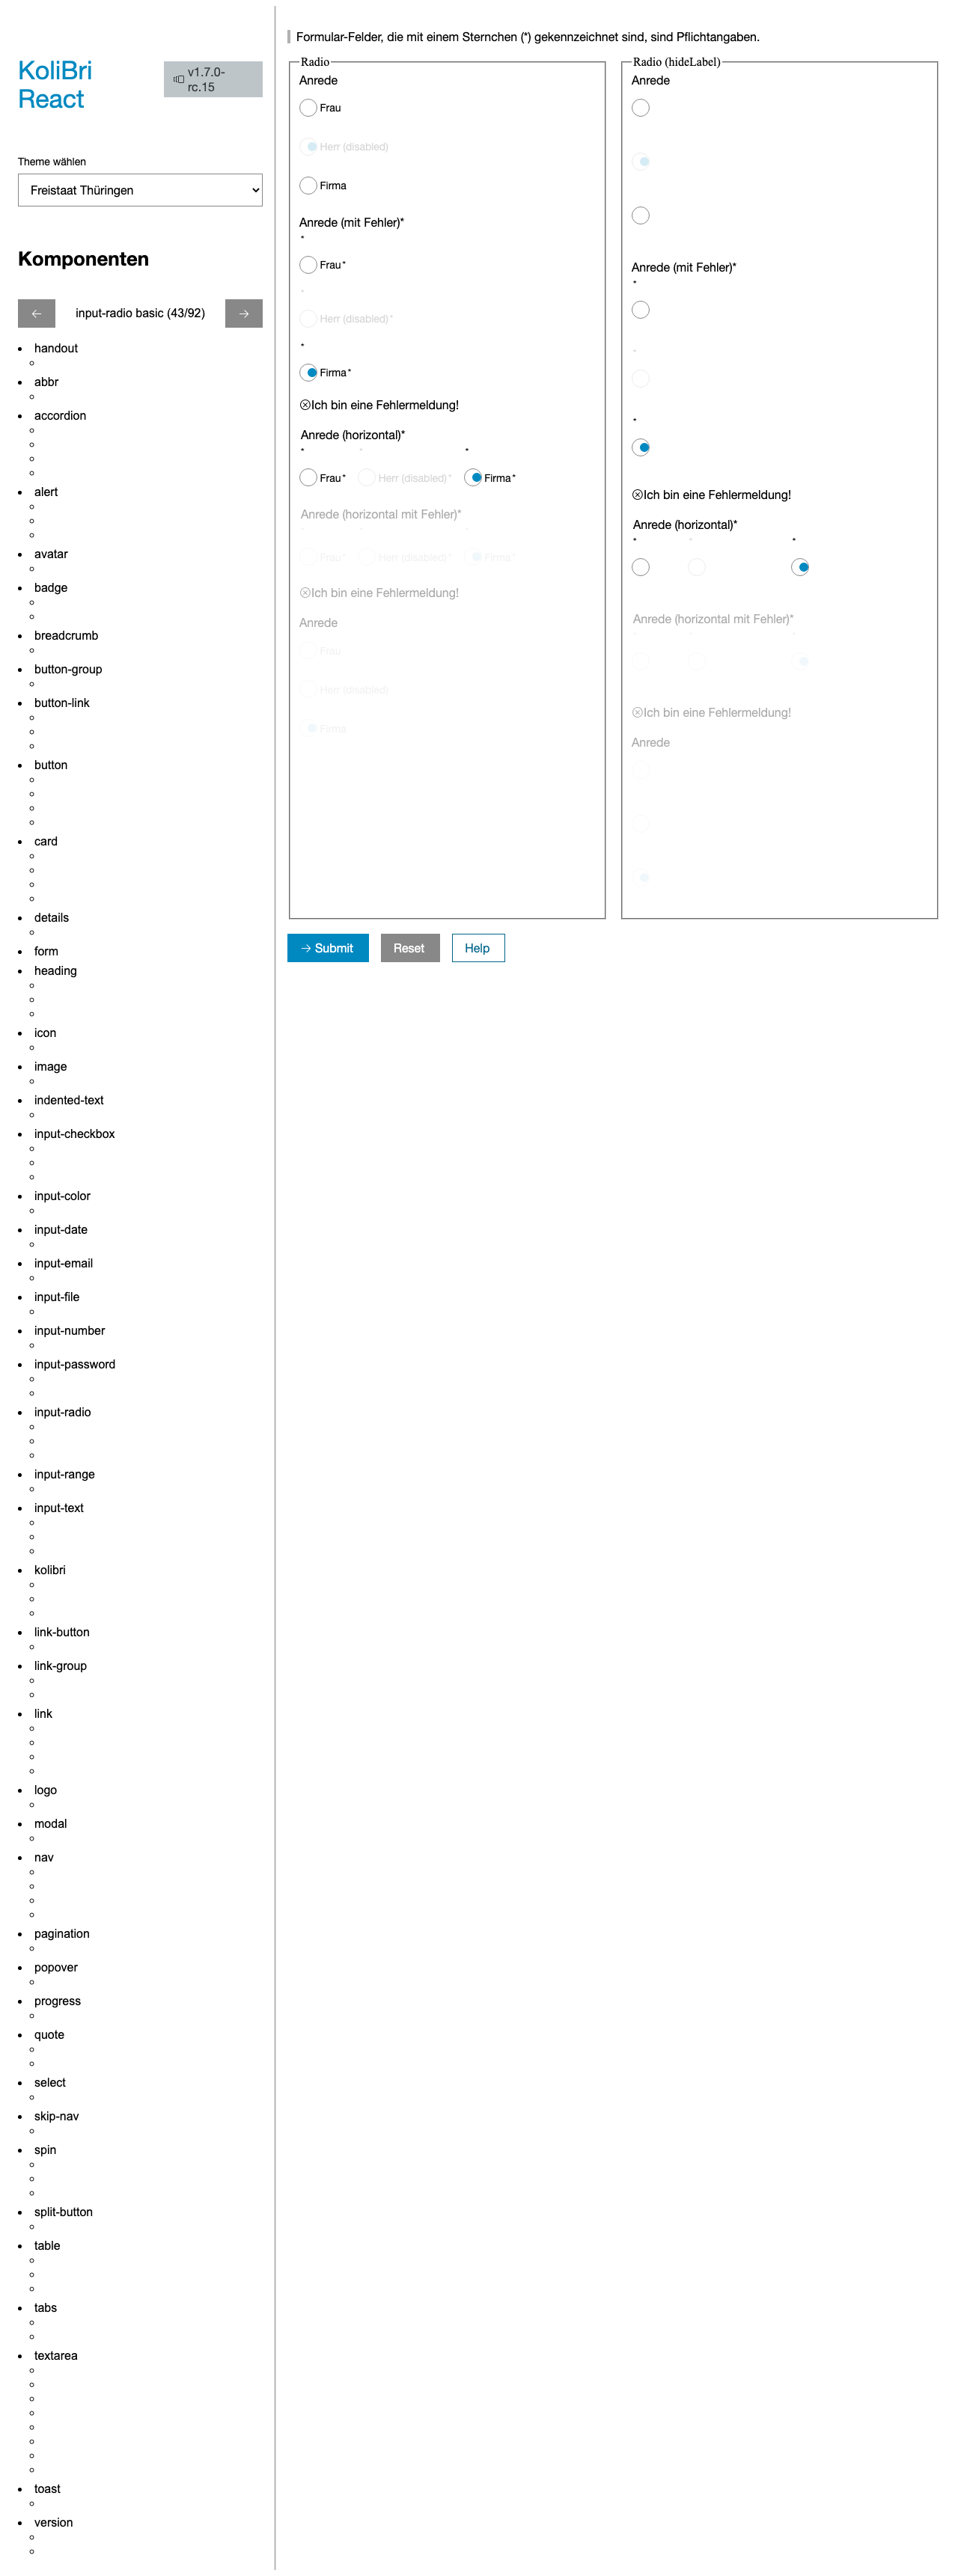 KoliBri
React
v1.7.0-
rc.15
Theme wählen
Freistaat Thüringen
Komponenten
← input-radio basic (43/92) →
handout
abbr
accordion
alert
avatar
badge
breadcrumb
button-group
button-link
button
card
details
form
heading
icon
image
indented-text
input-checkbox
input-color
input-date
input-email
input-file
input-number
input-password
input-radio
input-range
input-text
kolibri
link-button
link-group
link
logo
modal
nav
pagination
popover
progress
quote
select
skip-nav
spin
split-button
table
tabs
textarea
toast
version
Formular-Felder, die mit einem Sternchen (*) gekennzeichnet sind, sind Pflichtangaben.
Radio
Anrede
Frau
Herr (disabled)
Firma
Anrede (mit Fehler)*
*
Frau*
*
Herr (disabled)*
*
Firma*
Ich bin eine Fehlermeldung!
Anrede (horizontal)*
* * *
Frau* Herr (disabled)* Firma*
Anrede (horizontal mit Fehler)*
* * *
Frau* Herr (disabled)* Firma*
Ich bin eine Fehlermeldung!
Anrede
Frau
Herr (disabled)
Firma
Radio (hideLabel)
Anrede
Anrede (mit Fehler)*
*
*
*
Ich bin eine Fehlermeldung!
Anrede (horizontal)*
* * *
Anrede (horizontal mit Fehler)*
* * *
Ich bin eine Fehlermeldung!
Anrede
→ Submit Reset Help